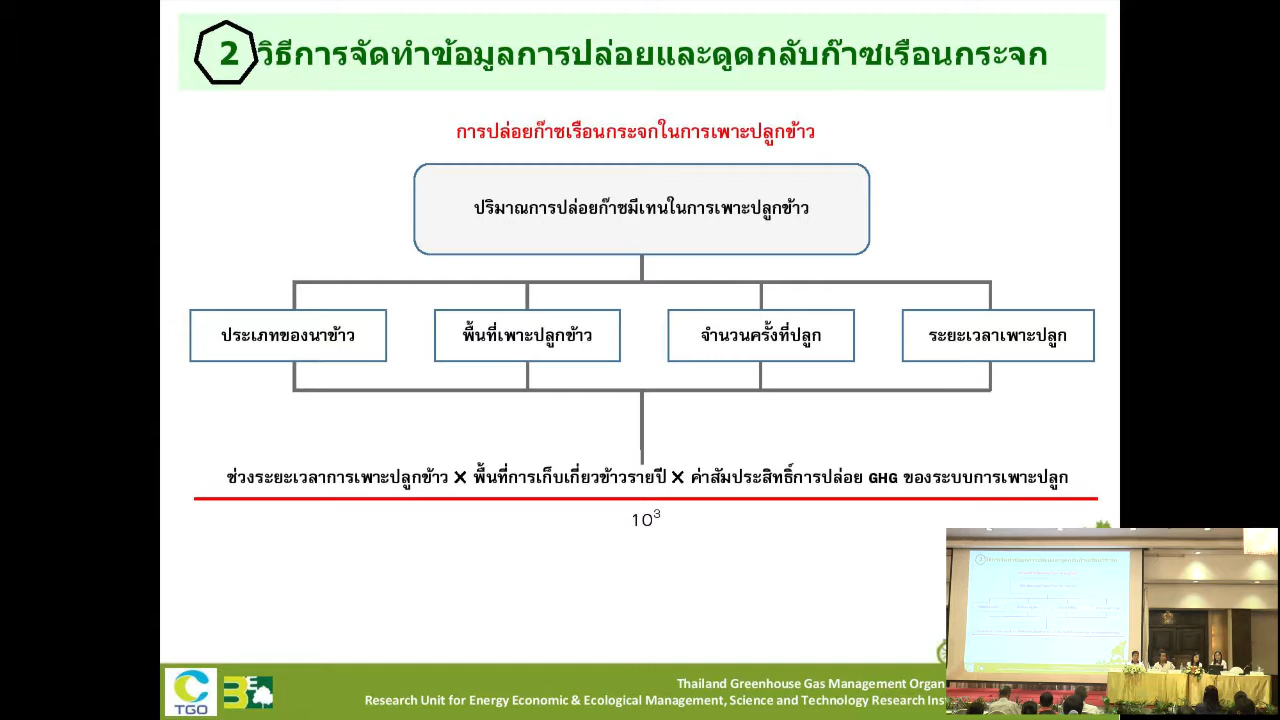 2 วิธีการจัดทำข้อมูลการปล่อยและดูดกลับก๊าซเรือนกระจก
การปล่อยก๊าซเรือนกระจกในการเพาะปลูกข้าว
ปริมาณการปล่อยก๊าซมีเทนในการเพาะปลูกข้าว
ประเภทของนาข้าว
พื้นที่เพาะปลูกข้าว
จำนวนครั้งที่ปลูก
ระยะเวลาเพาะปลูก
ช่วงระยะเวลาการเพาะปลูกข้าว × พื้นที่การเก็บเกี่ยวข้าวรายปี × ค่าสัมประสิทธิ์การปล่อย GHG ของระบบการเพาะปลูก
10³
Thailand Greenhouse Gas Management
Research Unit for Energy Economic & Ecological Management, Science and Technology Research
TGO